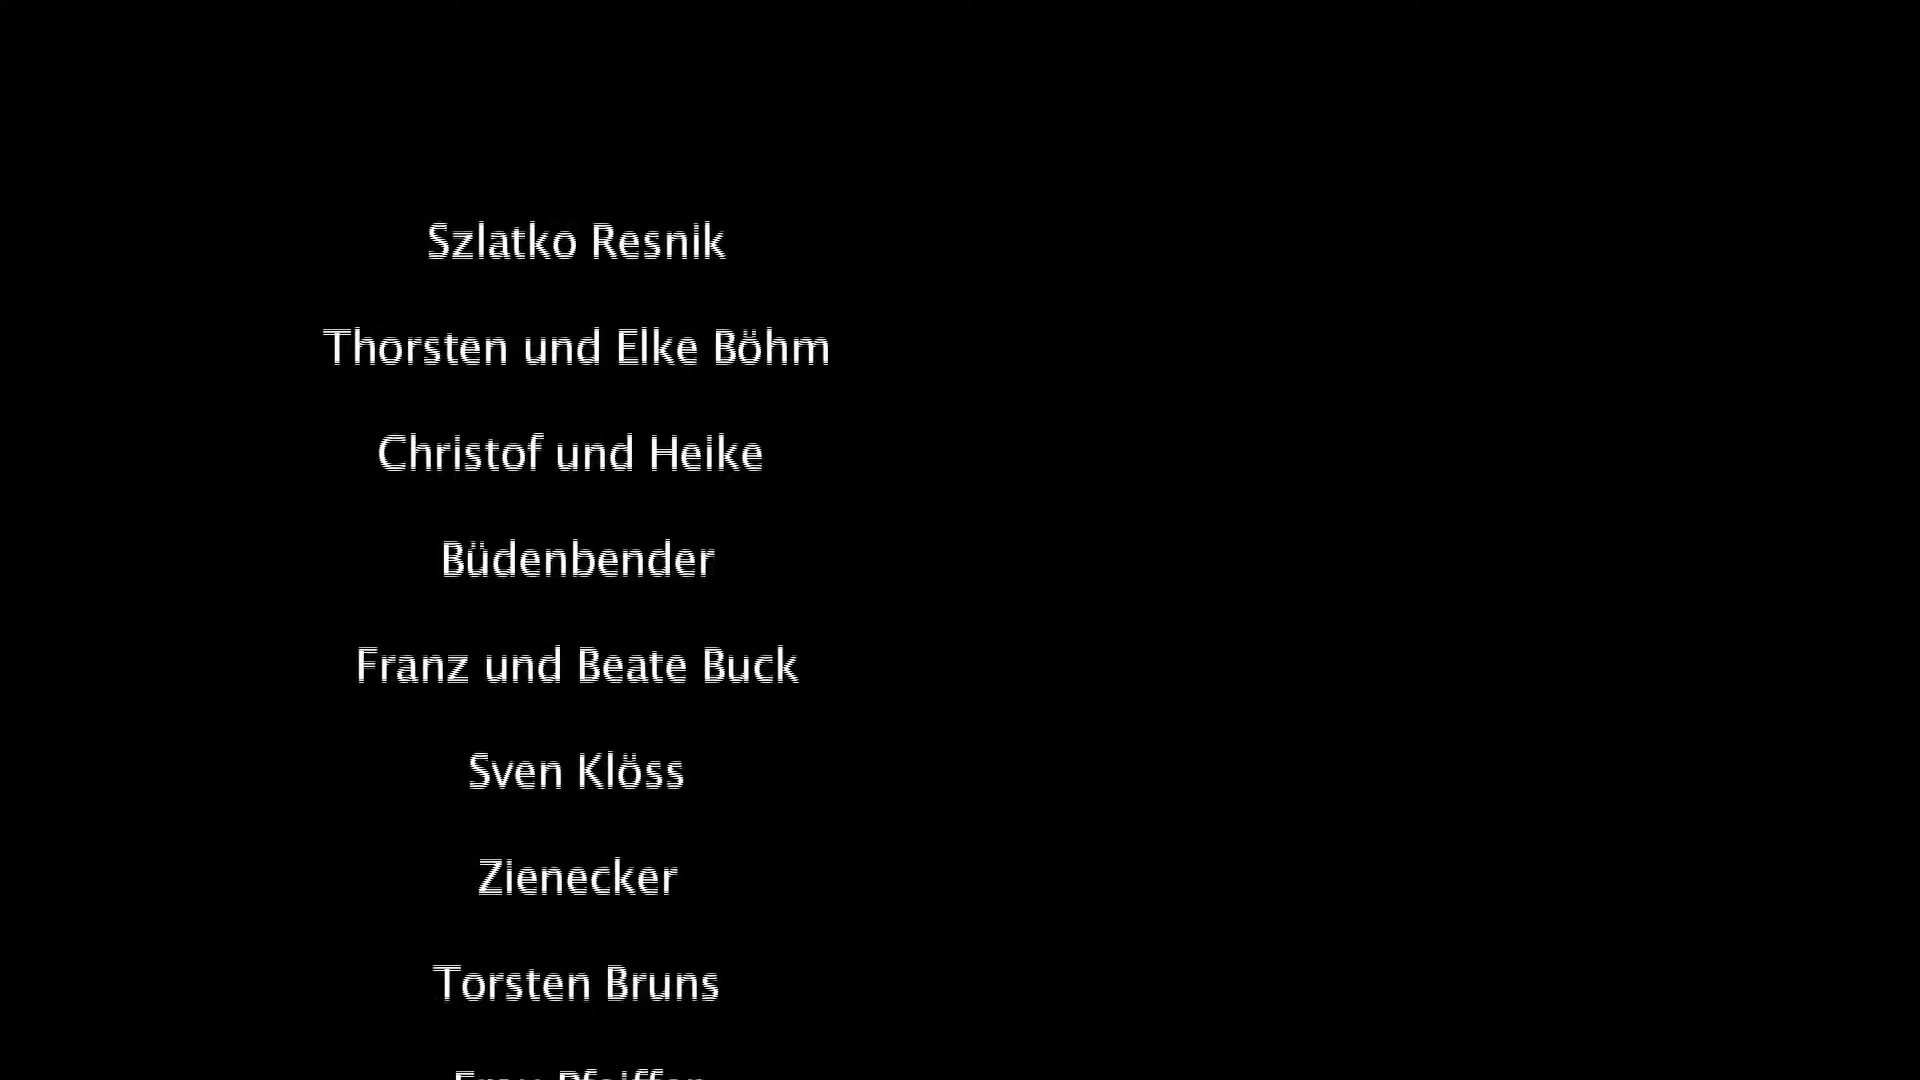 Szlatko Resnik
Thorsten und Elke Böhm
Christof und Heike
Büdenbender
Franz und Beate Buck
Sven Klöss
Zienecker
Torsten Bruns